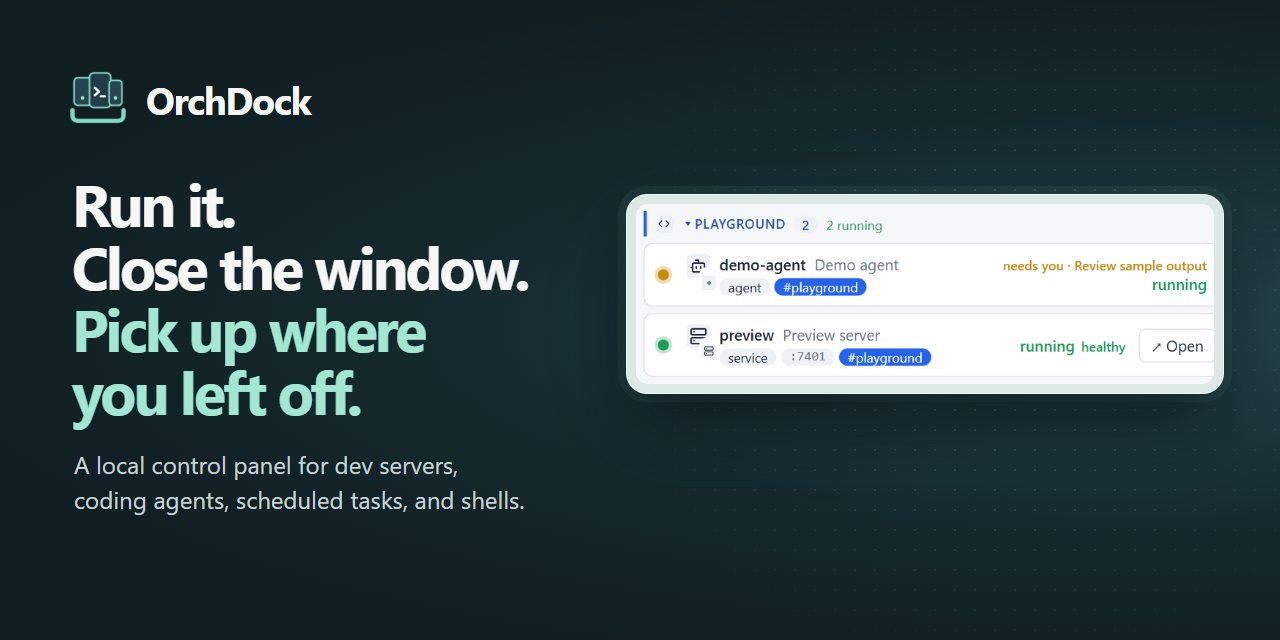 OrchDock
Run it.
Close the window.
Pick up where
you left off.
A local control panel for dev servers,
coding agents, scheduled tasks, and shells.
PLAYGROUND 2 2 running
demo-agent Demo agent
agent #playground
needs you · Review sample output
running
preview Preview server
service :7401 #playground
running healthy
↗ Open